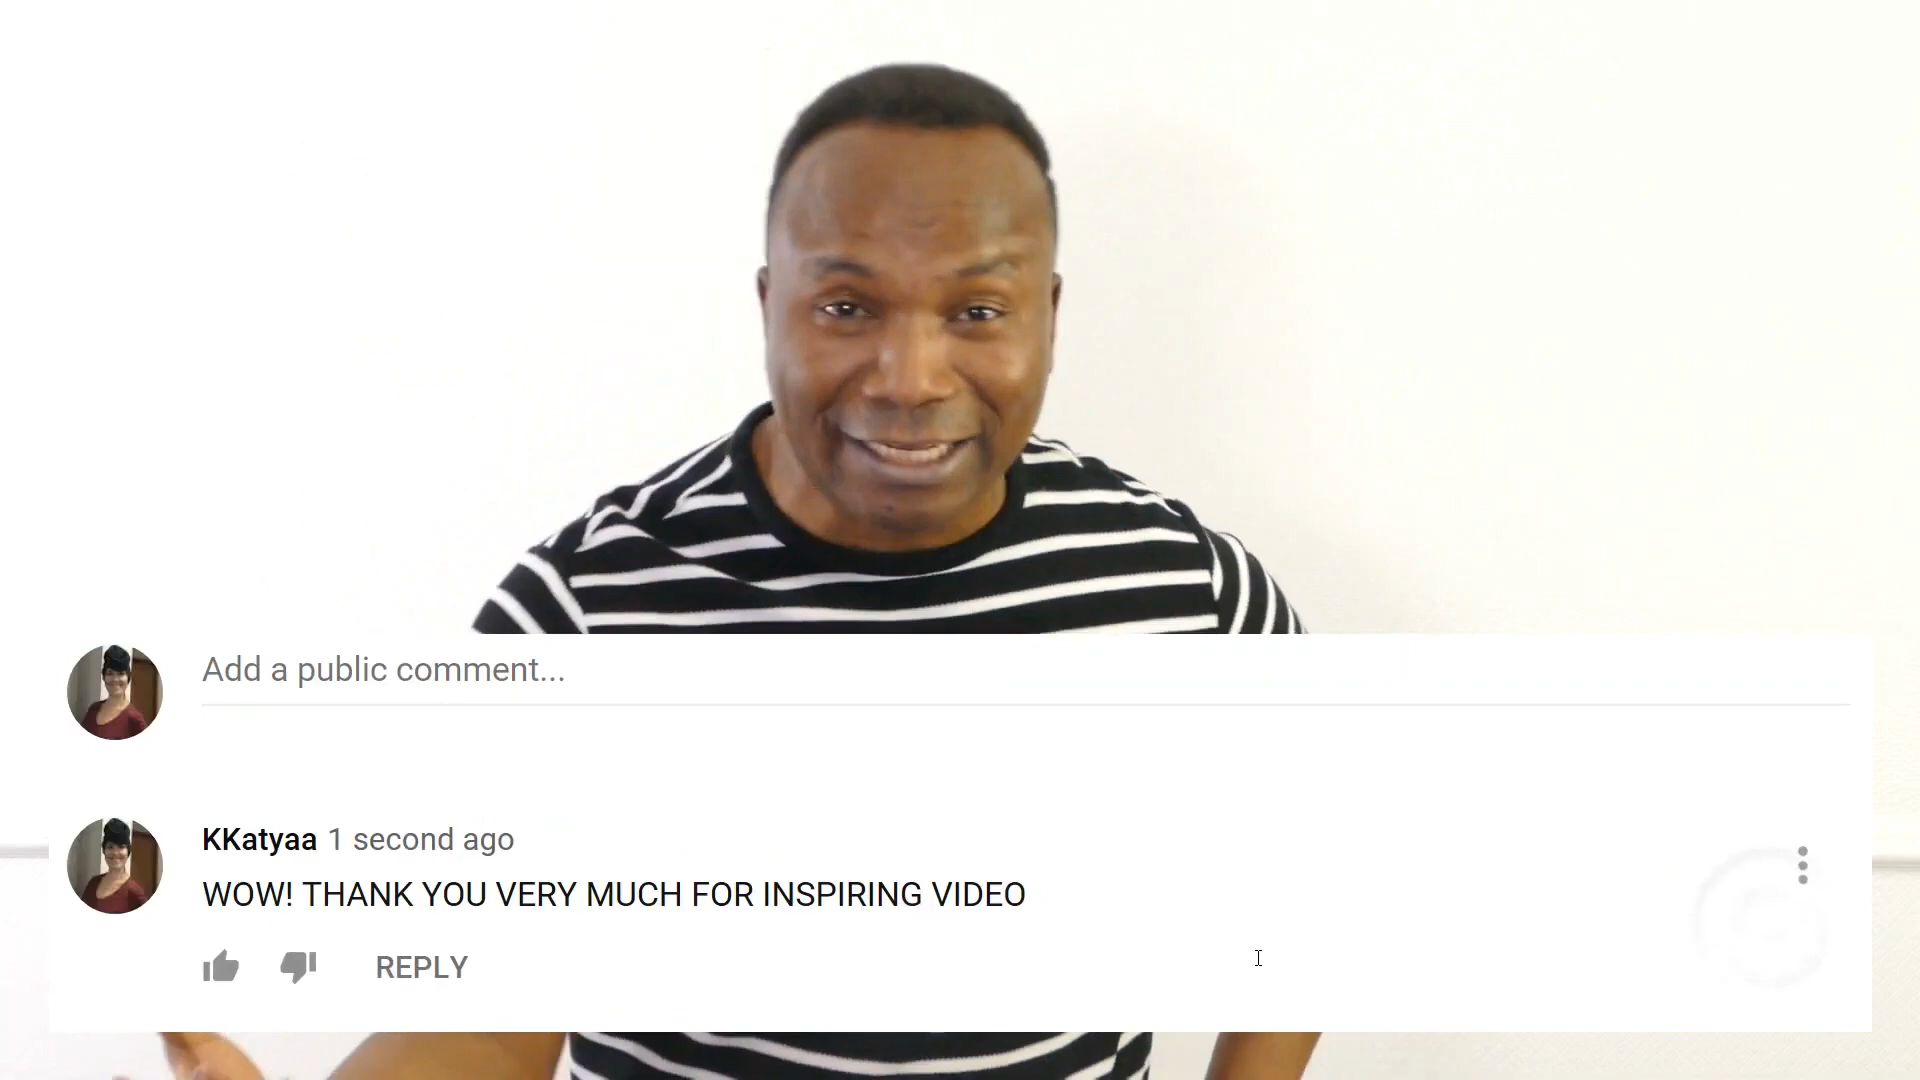 Add a public comment...
KKatyaa 1 second ago
WOW! THANK YOU VERY MUCH FOR INSPIRING VIDEO
REPLY